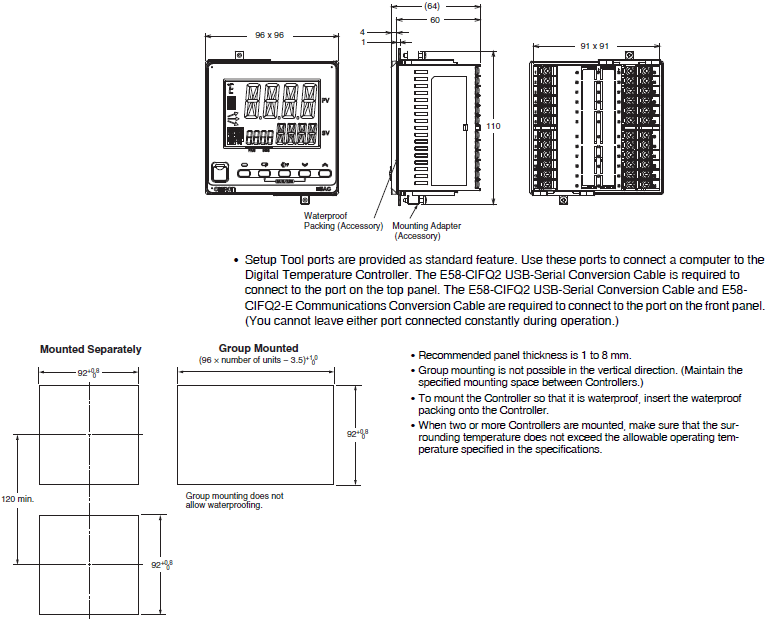 (64)
60
96 x 96
4
1
91 x 91
PV
SV
110
OMRON
E5AC
Waterproof
Packing (Accessory)
Mounting Adapter
(Accessory)
• Setup Tool ports are provided as standard feature. Use these ports to connect a computer to the
Digital Temperature Controller. The E58-CIFQ2 USB-Serial Conversion Cable is required to
connect to the port on the top panel. The E58-CIFQ2 USB-Serial Conversion Cable and E58-
CIFQ2-E Communications Conversion Cable are required to connect to the port on the front panel.
(You cannot leave either port connected constantly during operation.)
Mounted Separately
92+0.8 0
120 min.
92+0.8 0
Group Mounted
(96 × number of units − 3.5)+1.0 0
92+0.8 0
Group mounting does not
allow waterproofing.
• Recommended panel thickness is 1 to 8 mm.
• Group mounting is not possible in the vertical direction. (Maintain the
specified mounting space between Controllers.)
• To mount the Controller so that it is waterproof, insert the waterproof
packing onto the Controller.
• When two or more Controllers are mounted, make sure that the sur-
rounding temperature does not exceed the allowable operating tem-
perature specified in the specifications.